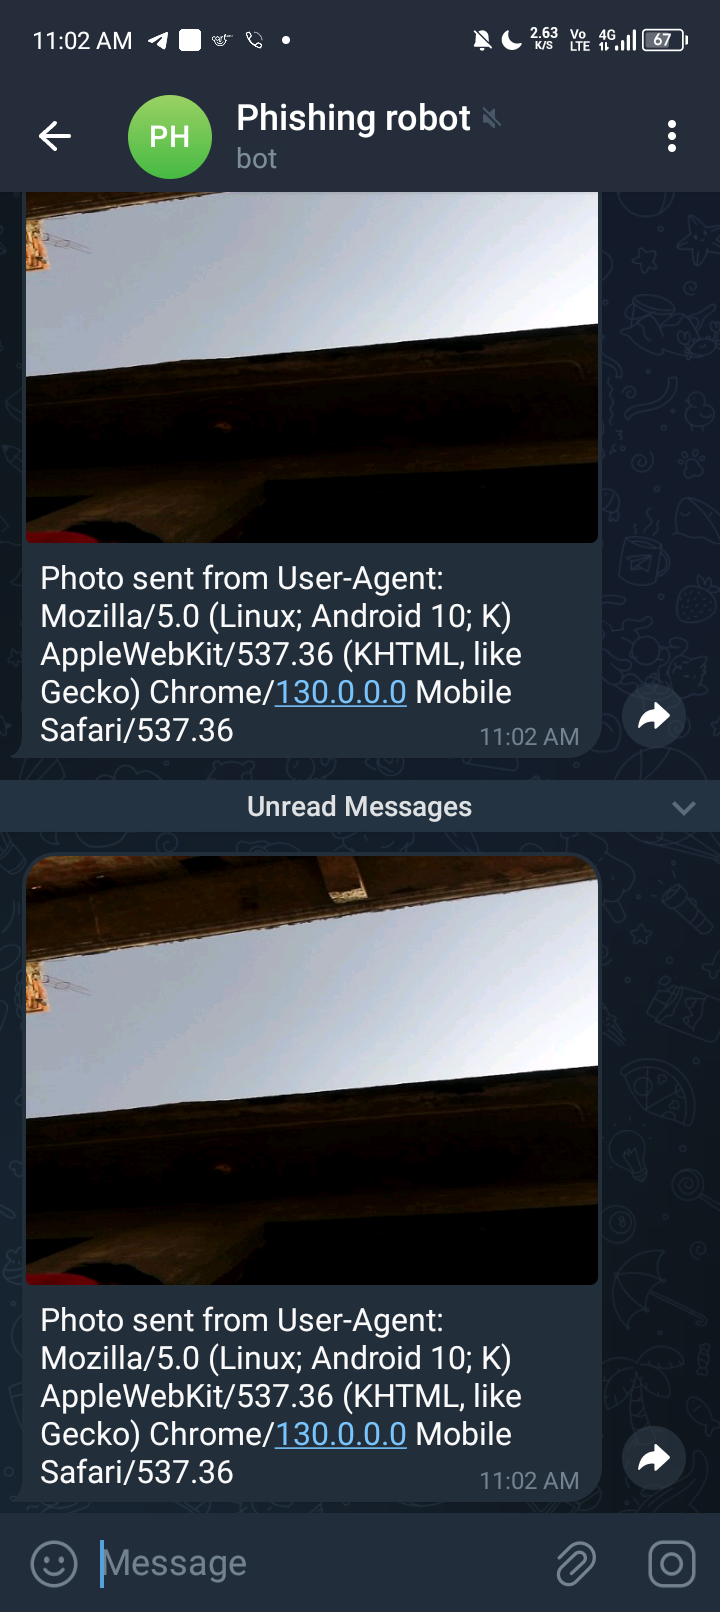 11:02 AM 2.63 K/S Vo LTE 4G 67
PH
Phishing robot
bot
Photo sent from User-Agent:
Mozilla/5.0 (Linux; Android 10; K)
AppleWebKit/537.36 (KHTML, like
Gecko) Chrome/130.0.0.0 Mobile
Safari/537.36
11:02 AM
Unread Messages
Photo sent from User-Agent:
Mozilla/5.0 (Linux; Android 10; K)
AppleWebKit/537.36 (KHTML, like
Gecko) Chrome/130.0.0.0 Mobile
Safari/537.36
11:02 AM
Message